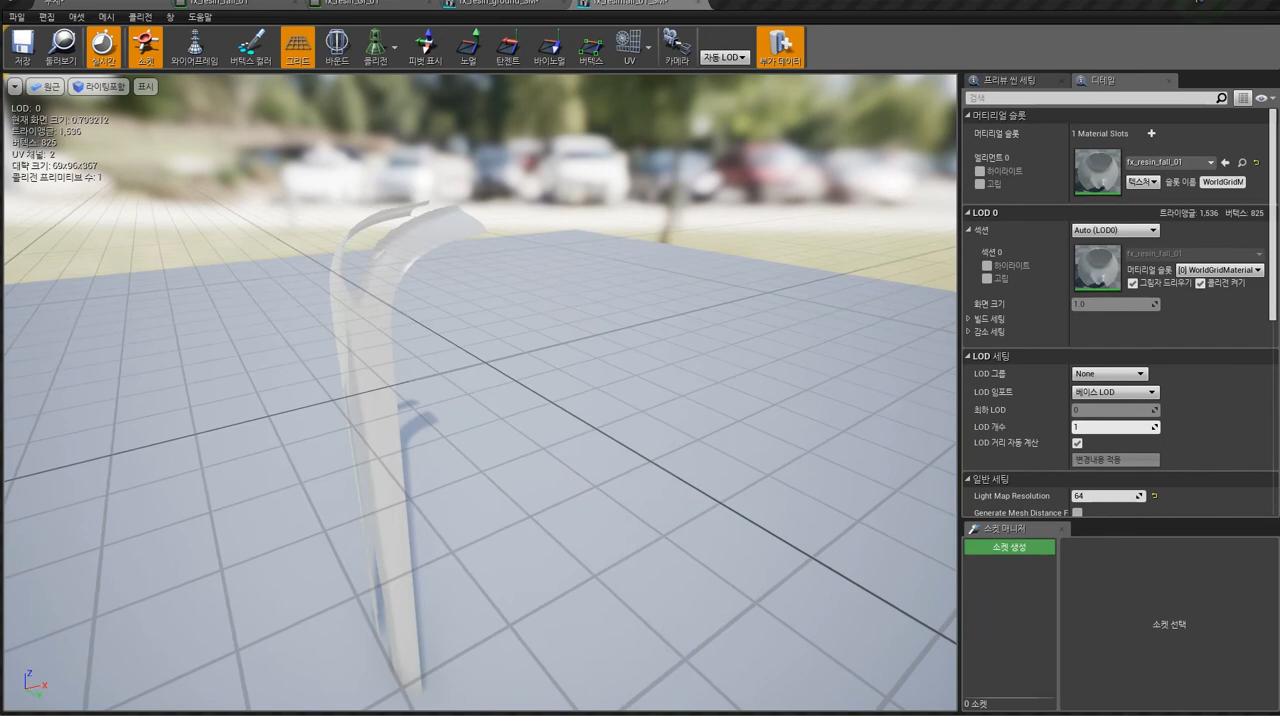 fx_resin_fall_01
fx_resin_Gr_01
fx_resin_ground_SM*
fx_resinfall_01_SM*
파일 편집 애셋 메시 콜리전 창 도움말
저장 둘러보기 실시간 소켓 와이어프레임 버텍스 컬러 그리드 바운드 콜리전 피벗 표시 노멀 탄젠트 바이노멀 버텍스 UV 카메라 자동 LOD 부가 데이터
원근 라이팅포함 표시
LOD: 0
현재 화면 크기: 0.793212
트라이앵글: 1,536
버텍스: 825
UV 채널: 2
대략 크기: 69x96x367
콜리전 프리미티브 수: 1
Z
X
프리뷰 씬 세팅 디테일
검색
머티리얼 슬롯
머티리얼 슬롯 1 Material Slots
엘리먼트 0
하이라이트
고립
fx_resin_fall_01
텍스처 슬롯 이름 WorldGridM
LOD 0 트라이앵글: 1,536 버텍스: 825
섹션 Auto (LOD0)
섹션 0
하이라이트
고립
fx_resin_fall_01
머티리얼 슬롯 [0] WorldGridMaterial
그림자 드리우기 콜리전 켜기
화면 크기 1.0
빌드 세팅
감소 세팅
LOD 세팅
LOD 그룹 None
LOD 임포트 베이스 LOD
최하 LOD 0
LOD 개수 1
LOD 거리 자동 계산
변경내용 적용
일반 세팅
Light Map Resolution 64
Generate Mesh Distance F
소켓 매니저
소켓 생성
소켓 선택
0 소켓